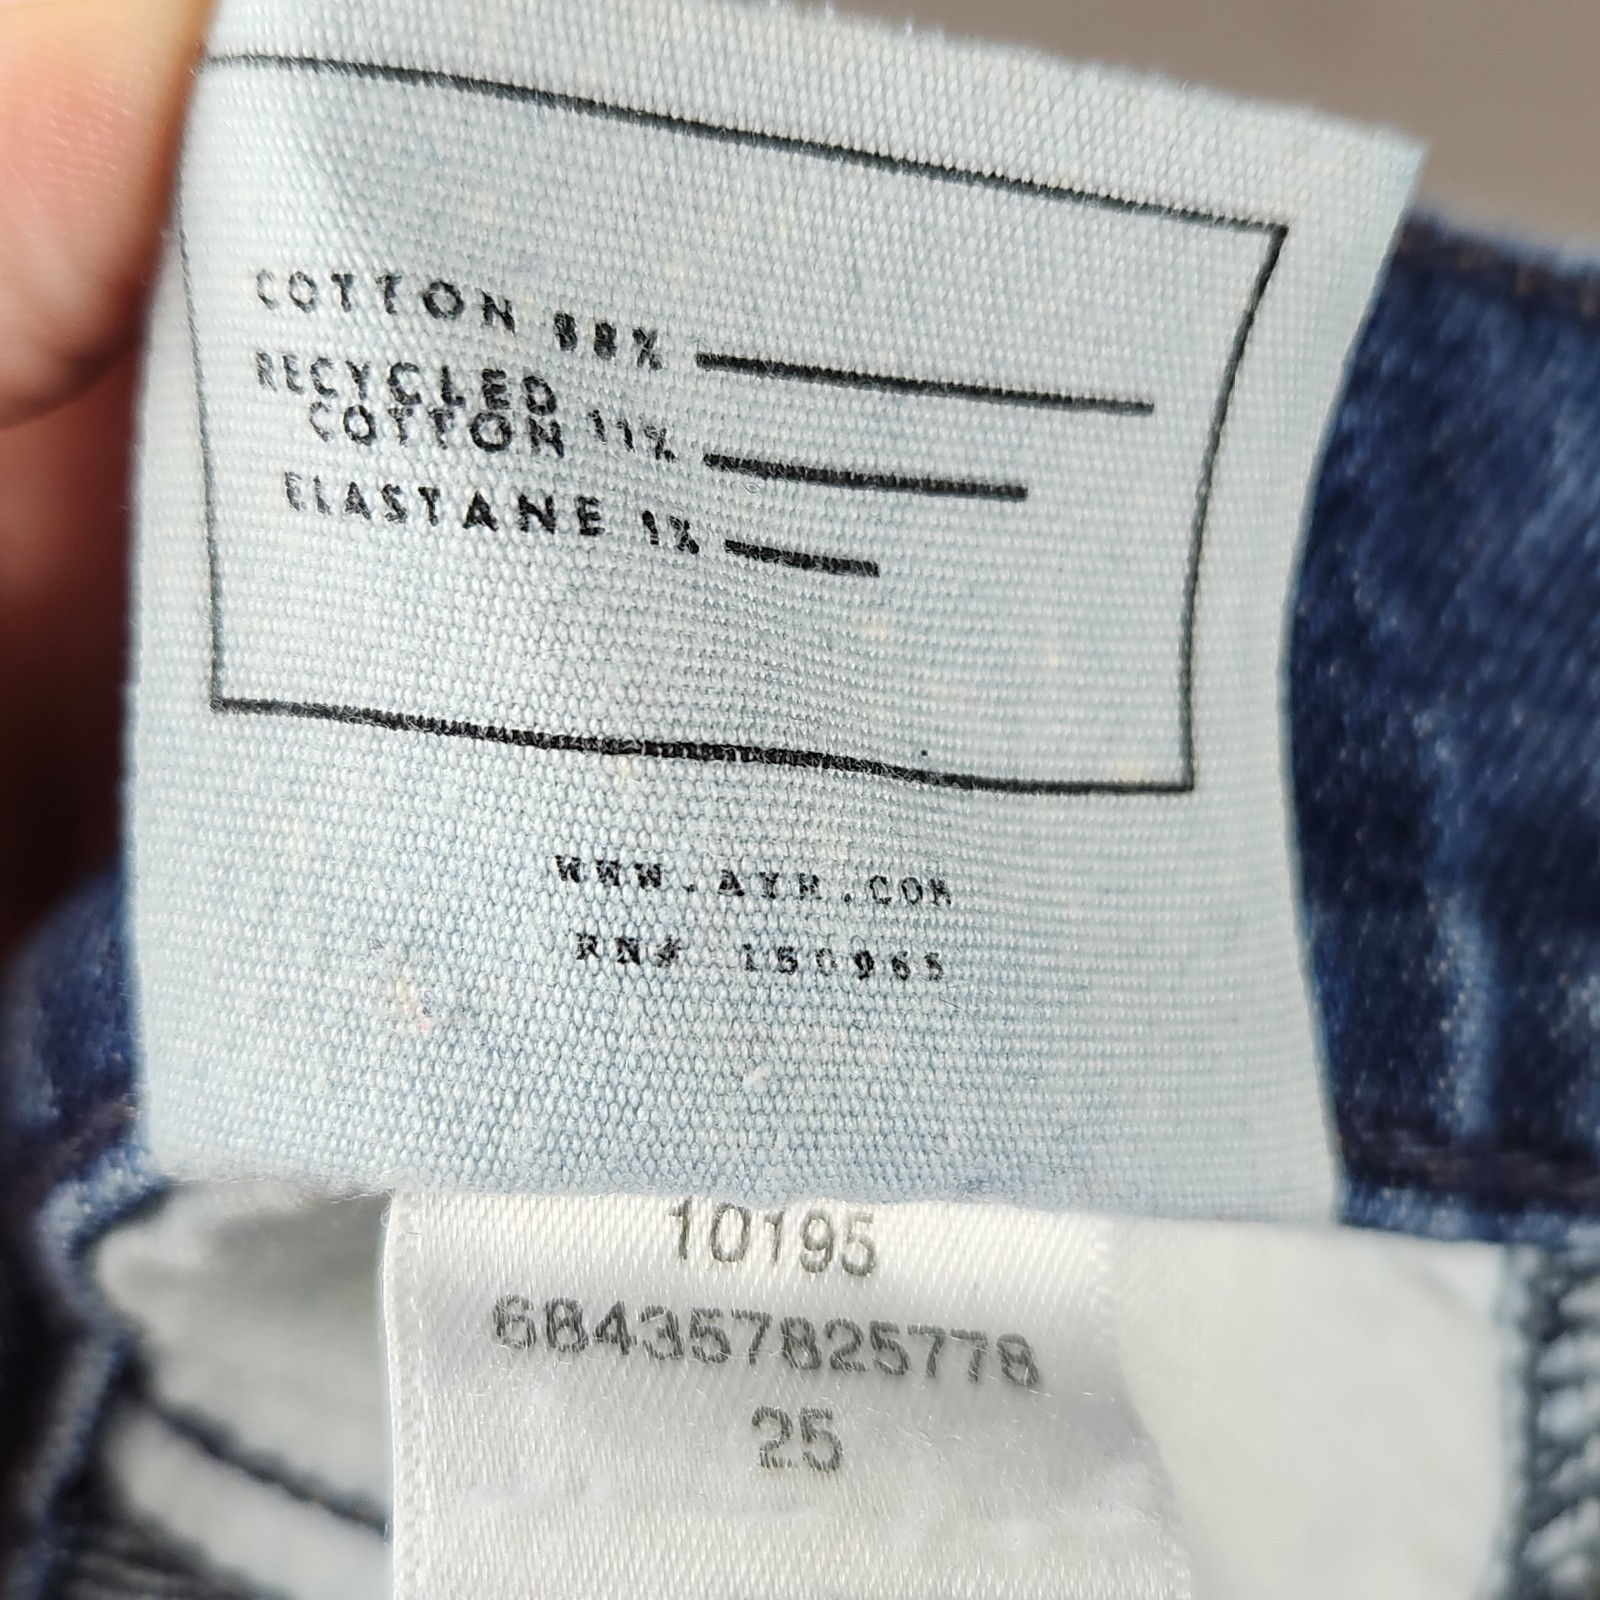 COTTON 88%
RECYCLED
COTTON 11%
ELASTANE 1%
WWW.AYR.COM
RN# 150965
10195
684357825778
25